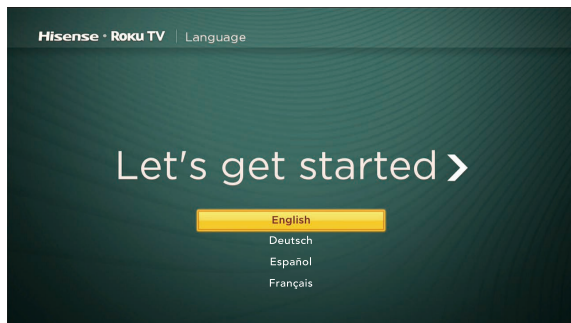 Hisense • Roku TV | Language
Let's get started
English
Deutsch
Español
Français